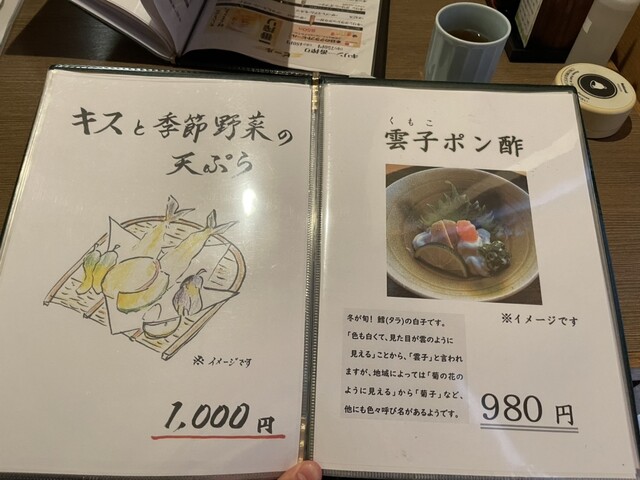 キスと季節野菜の
天ぷら
※ イメージです
1,000円
くもこ
雲子ポン酢
※イメージです
冬が旬! 鱈(タラ)の白子です。
「色も白くて、見た目が雲のように
見える」ことから、「雲子」と言われ
ますが、地域によっては「菊の花の
ように見える」から「菊子」など、
他にも色々呼び名があるようです。
980円